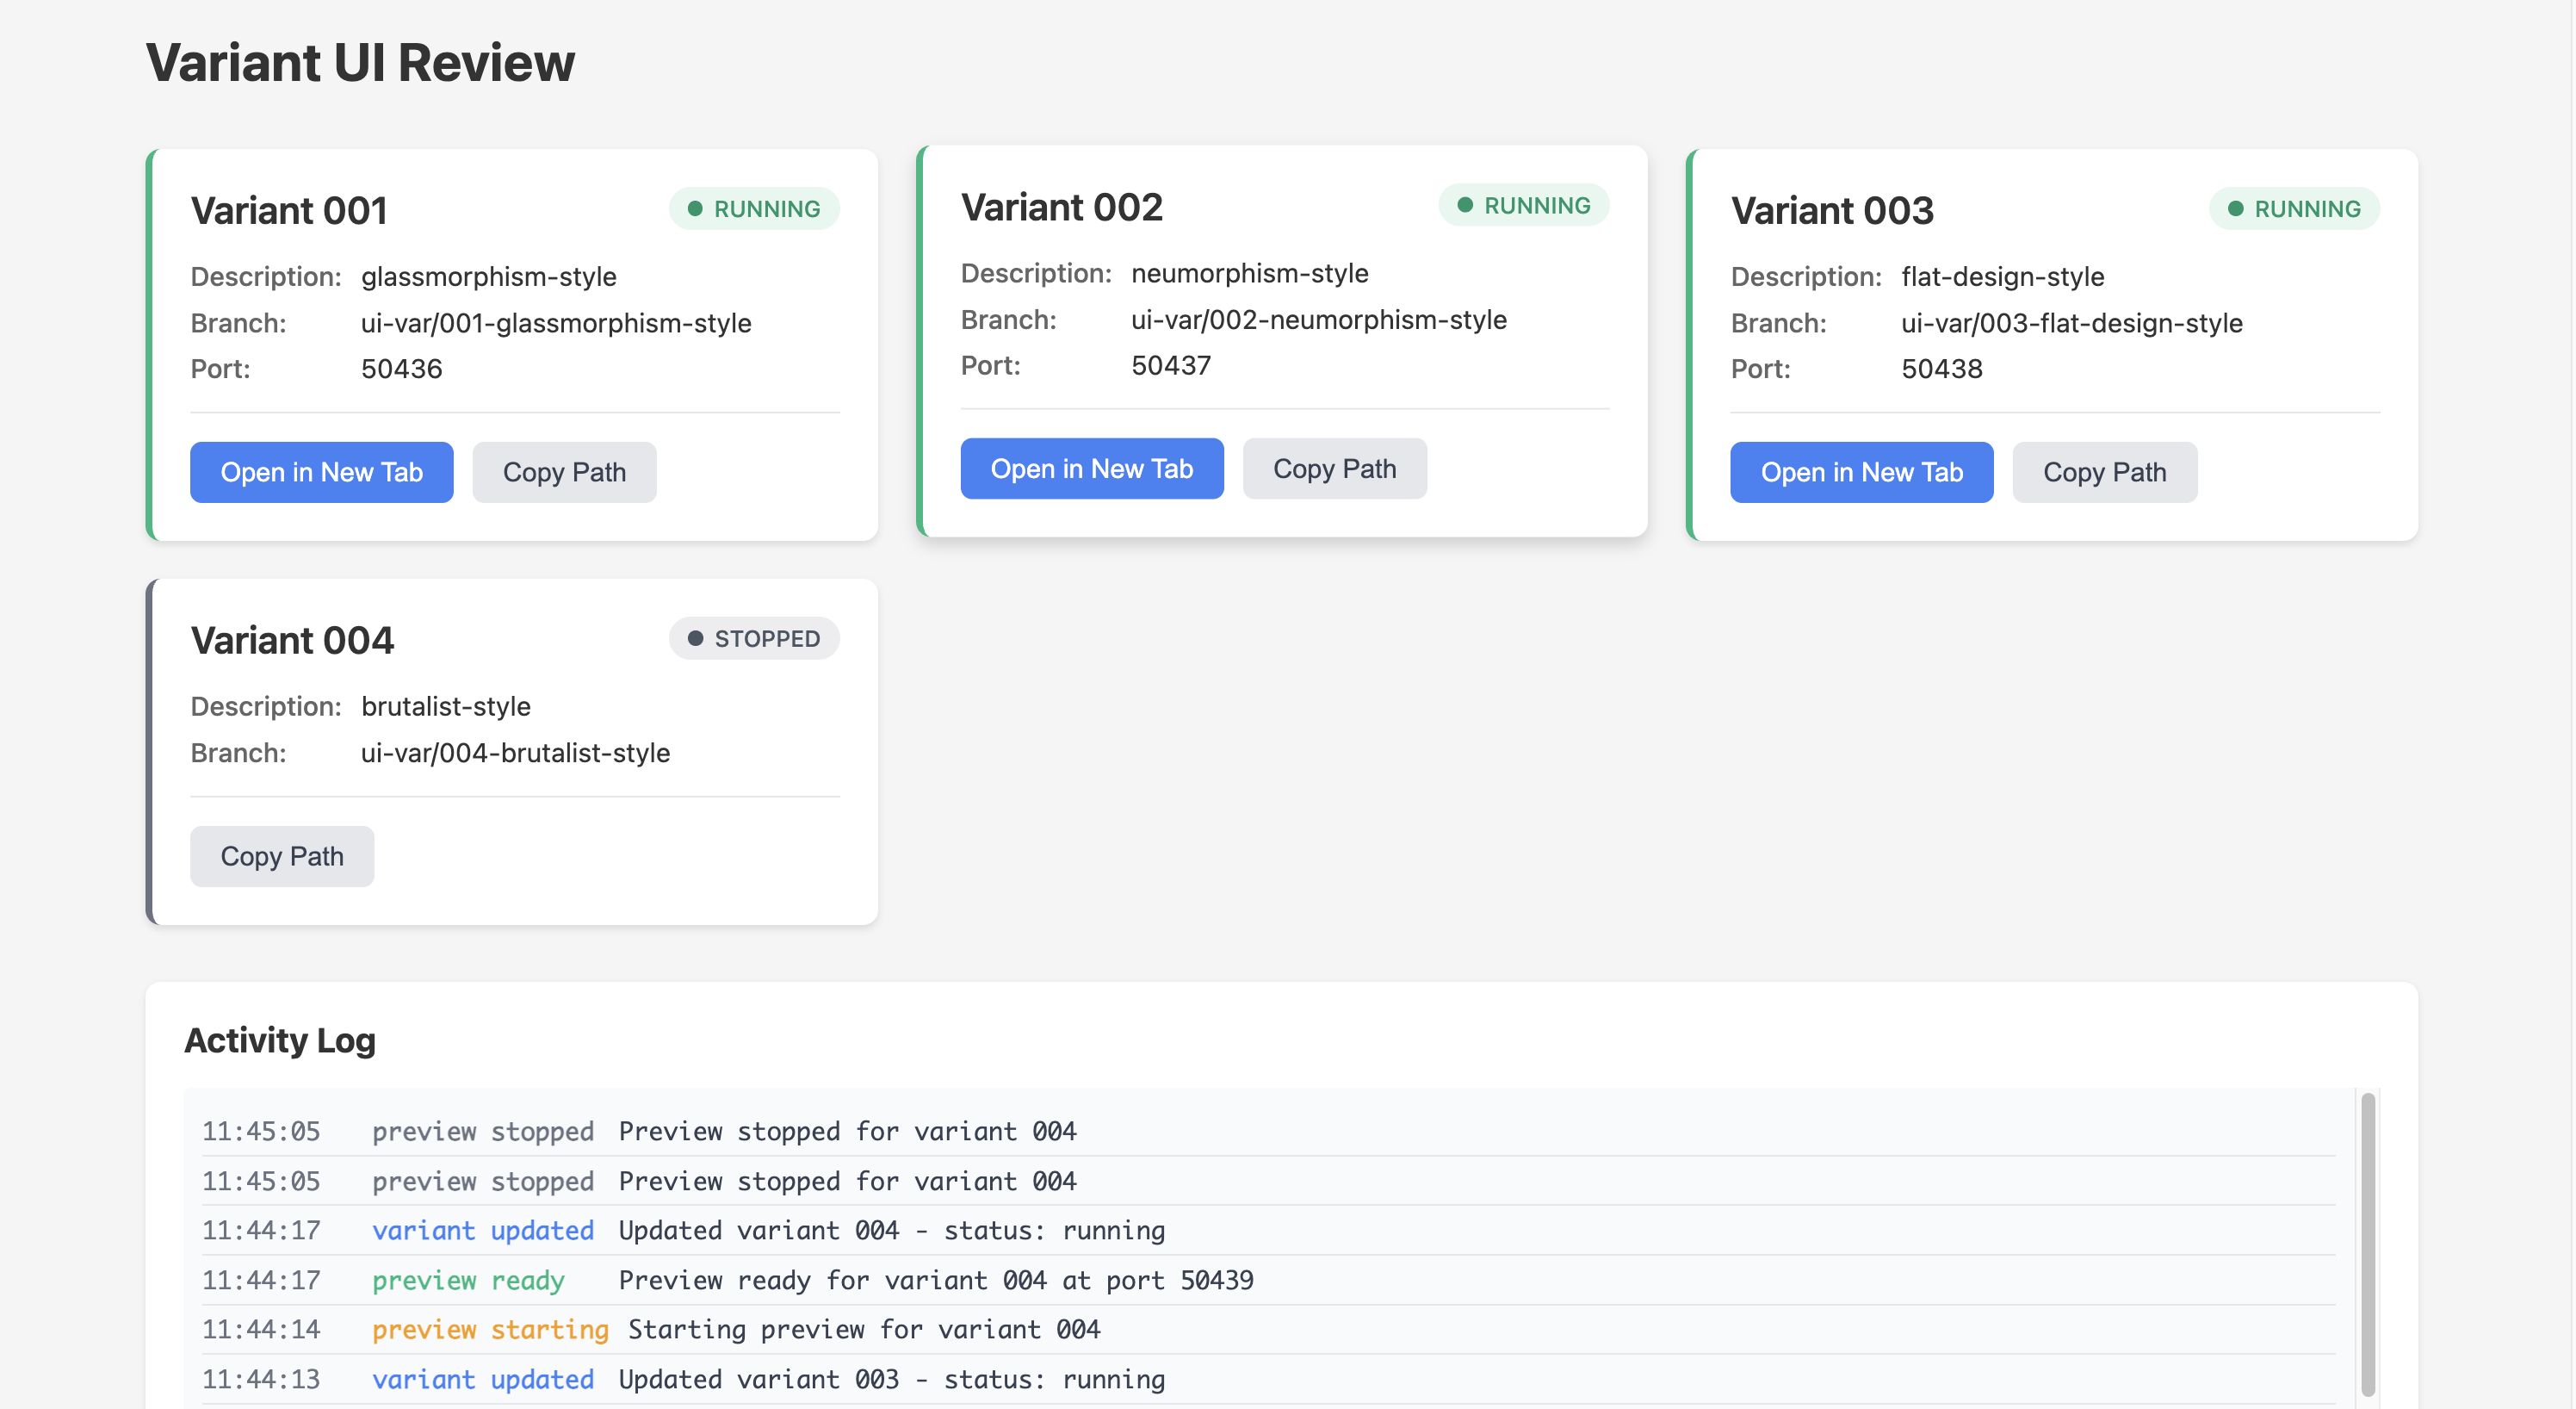 Variant UI Review
Variant 001
RUNNING
Description: glassmorphism-style
Branch: ui-var/001-glassmorphism-style
Port: 50436
Open in New Tab Copy Path
Variant 002
RUNNING
Description: neumorphism-style
Branch: ui-var/002-neumorphism-style
Port: 50437
Open in New Tab Copy Path
Variant 003
RUNNING
Description: flat-design-style
Branch: ui-var/003-flat-design-style
Port: 50438
Open in New Tab Copy Path
Variant 004
STOPPED
Description: brutalist-style
Branch: ui-var/004-brutalist-style
Copy Path
Activity Log
11:45:05 preview stopped Preview stopped for variant 004
11:45:05 preview stopped Preview stopped for variant 004
11:44:17 variant updated Updated variant 004 - status: running
11:44:17 preview ready Preview ready for variant 004 at port 50439
11:44:14 preview starting Starting preview for variant 004
11:44:13 variant updated Updated variant 003 - status: running